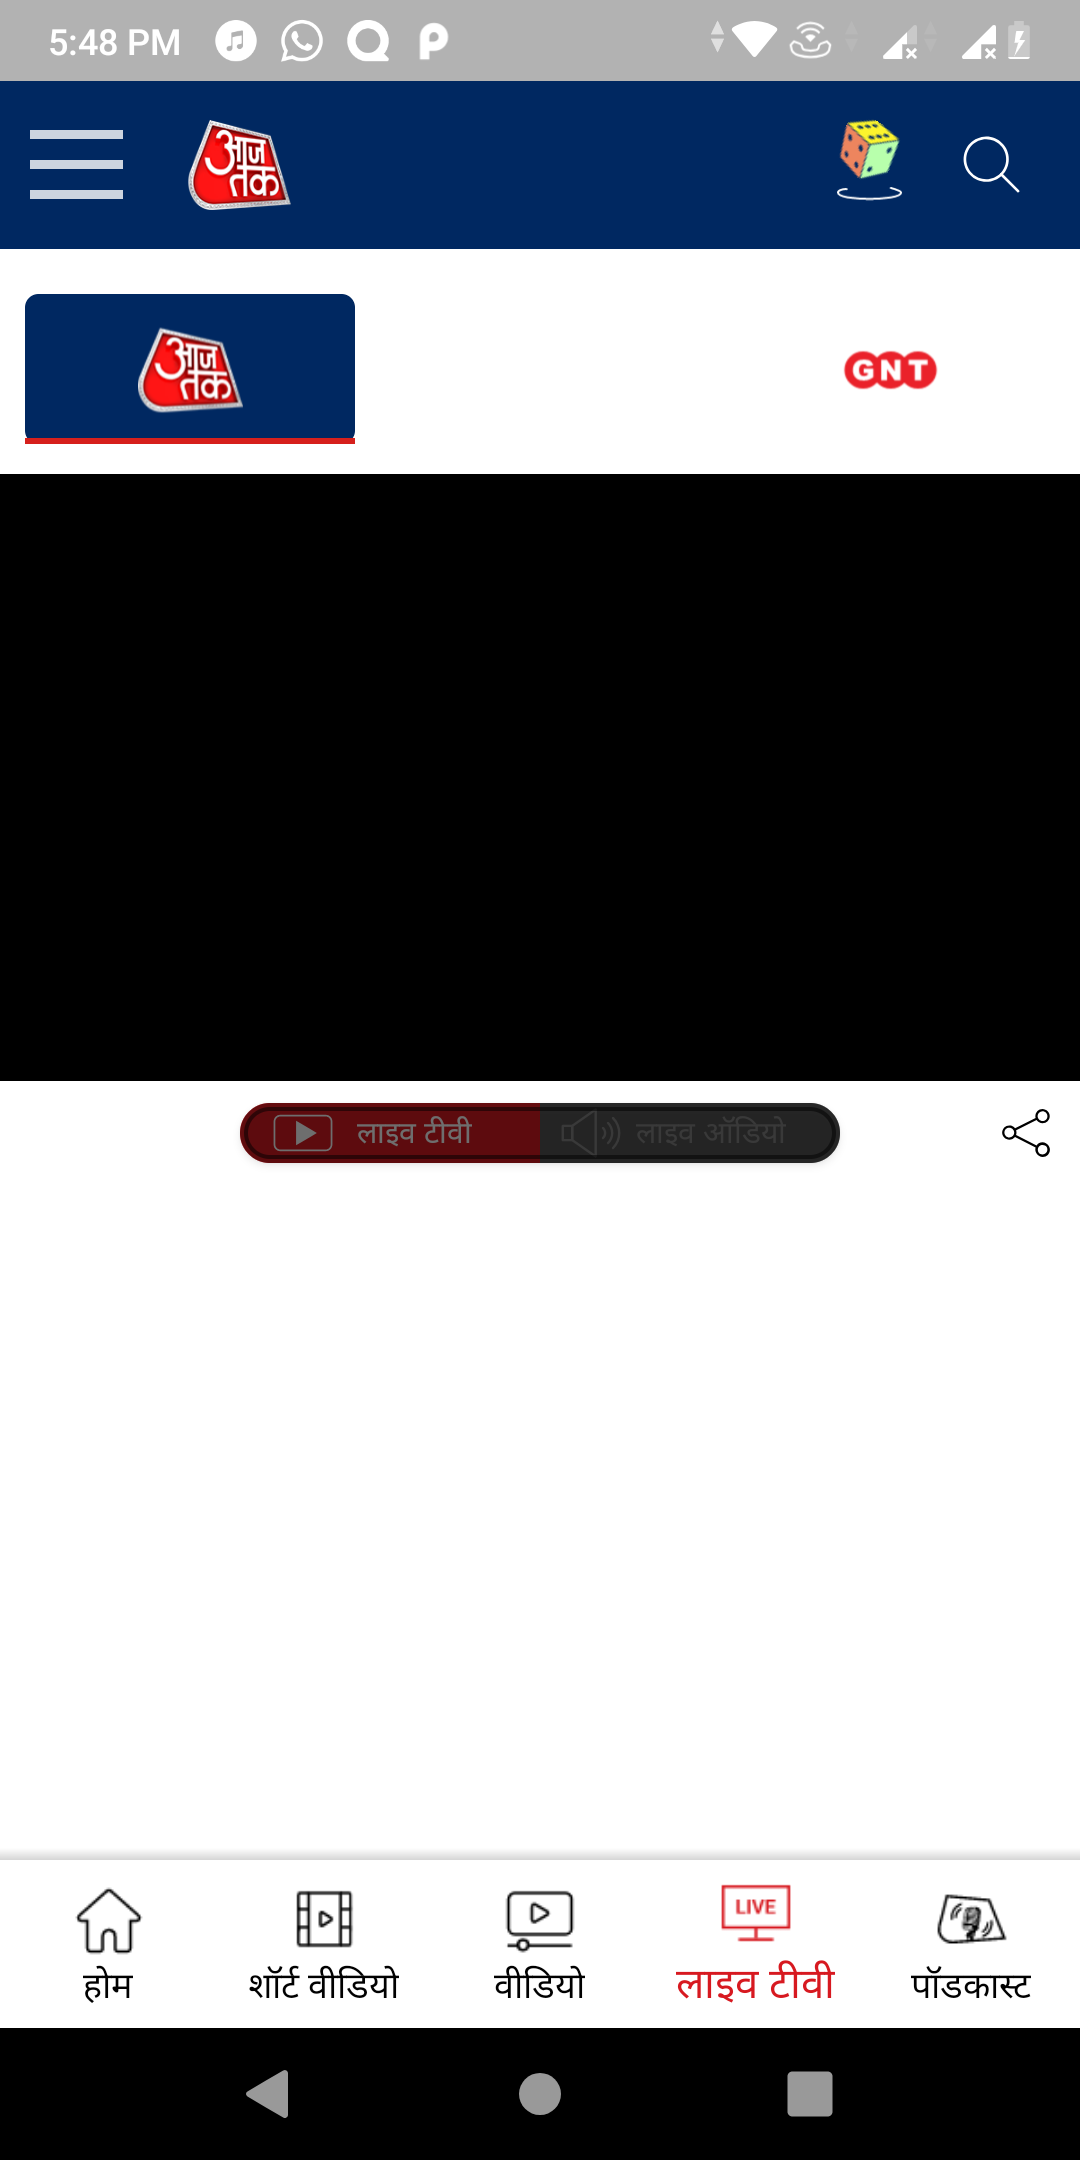 5:48 PM
आज तक
आज तक
GNT
लाइव टीवी
लाइव ऑडियो
LIVE
होम
शॉर्ट वीडियो
वीडियो
लाइव टीवी
पॉडकास्ट